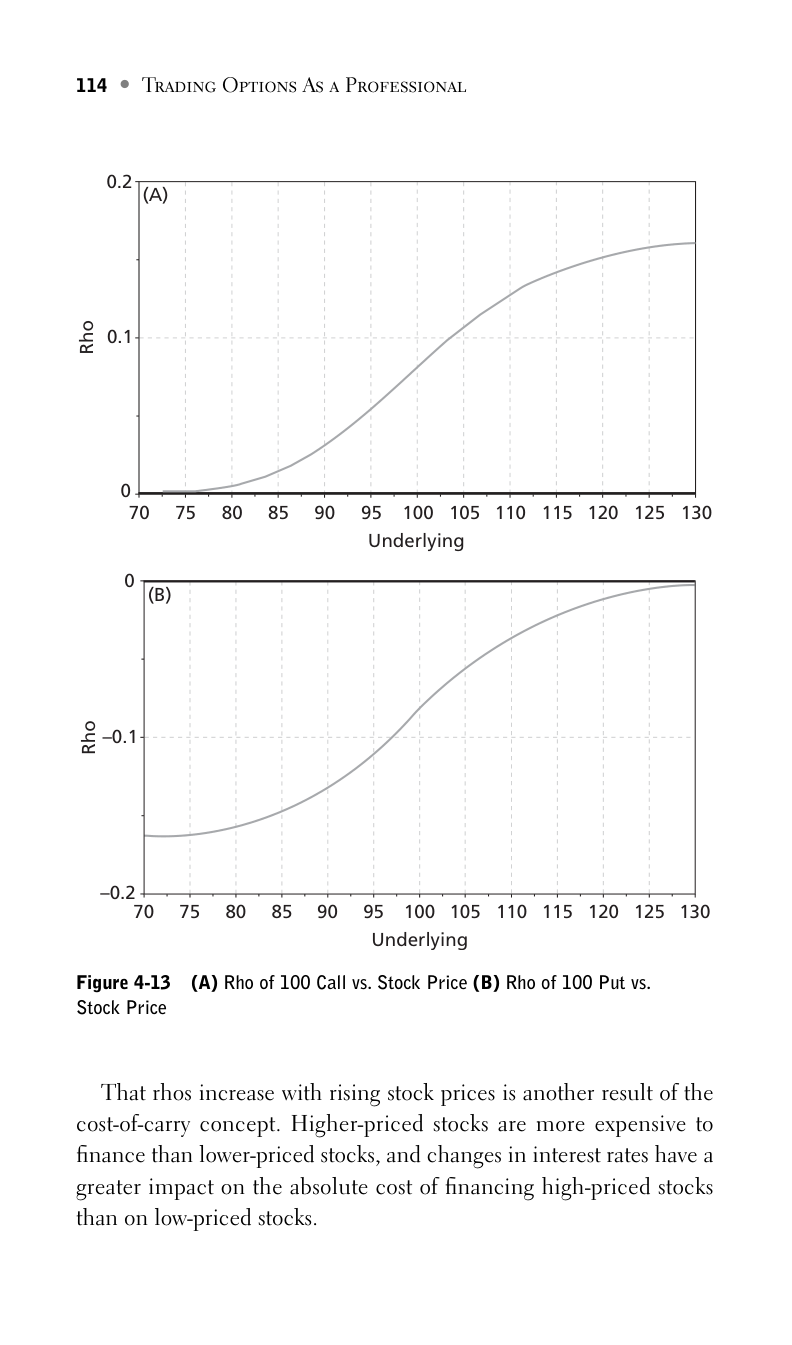 114 • TRADING OPTIONS AS A PROFESSIONAL
0.2
(A)
Rho
0.1
0
70 75 80 85 90 95 100 105 110 115 120 125 130
Underlying
0
(B)
Rho
–0.1
–0.2
70 75 80 85 90 95 100 105 110 115 120 125 130
Underlying
Figure 4-13 (A) Rho of 100 Call vs. Stock Price (B) Rho of 100 Put vs.
Stock Price
That rhos increase with rising stock prices is another result of the
cost-of-carry concept. Higher-priced stocks are more expensive to
finance than lower-priced stocks, and changes in interest rates have a
greater impact on the absolute cost of financing high-priced stocks
than on low-priced stocks.